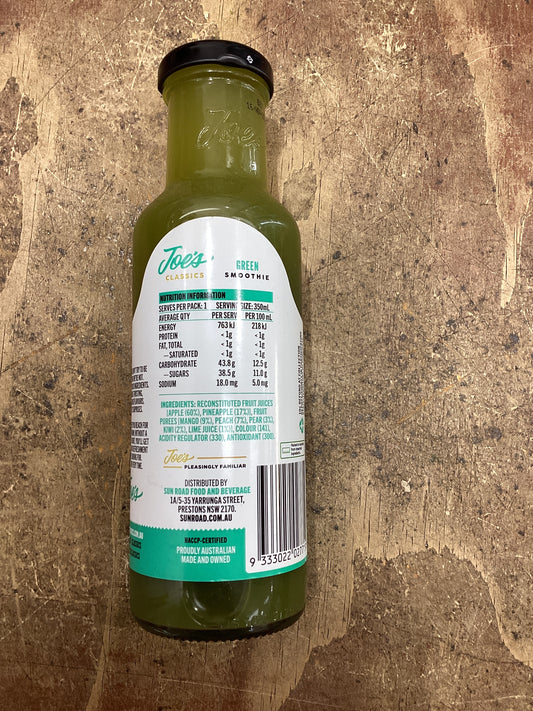 Joe
Joe's
CLASSICS
GREEN
SMOOTHIE
NUTRITION INFORMATION
SERVES PER PACK: 1 SERVING SIZE: 350mL
AVERAGE QTY PER SERV PER 100 mL
ENERGY 763 kJ 218 kJ
PROTEIN <1g <1g
FAT, TOTAL <1g <1g
—SATURATED <1g <1g
CARBOHYDRATE 43.8 g 12.5 g
—SUGARS 38.5 g 11.0 g
SODIUM 18.0 mg 5.0 mg
INGREDIENTS: RECONSTITUTED FRUIT JUICES
[APPLE (60%), PINEAPPLE (17%)], FRUIT
PUREES [MANGO (9%), PEACH (7%), PEAR (3%),
KIWI (2%), LIME JUICE (1%)], COLOUR (141),
ACIDITY REGULATOR (330), ANTIOXIDANT (300).
Joe's
PLEASINGLY FAMILIAR
DISTRIBUTED BY
SUN ROAD FOOD AND BEVERAGE
1A/5-35 YARRUNGA STREET,
PRESTONS NSW 2170.
SUNROAD.COM.AU
HACCP-CERTIFIED
PROUDLY AUSTRALIAN
MADE AND OWNED
9 333022 0